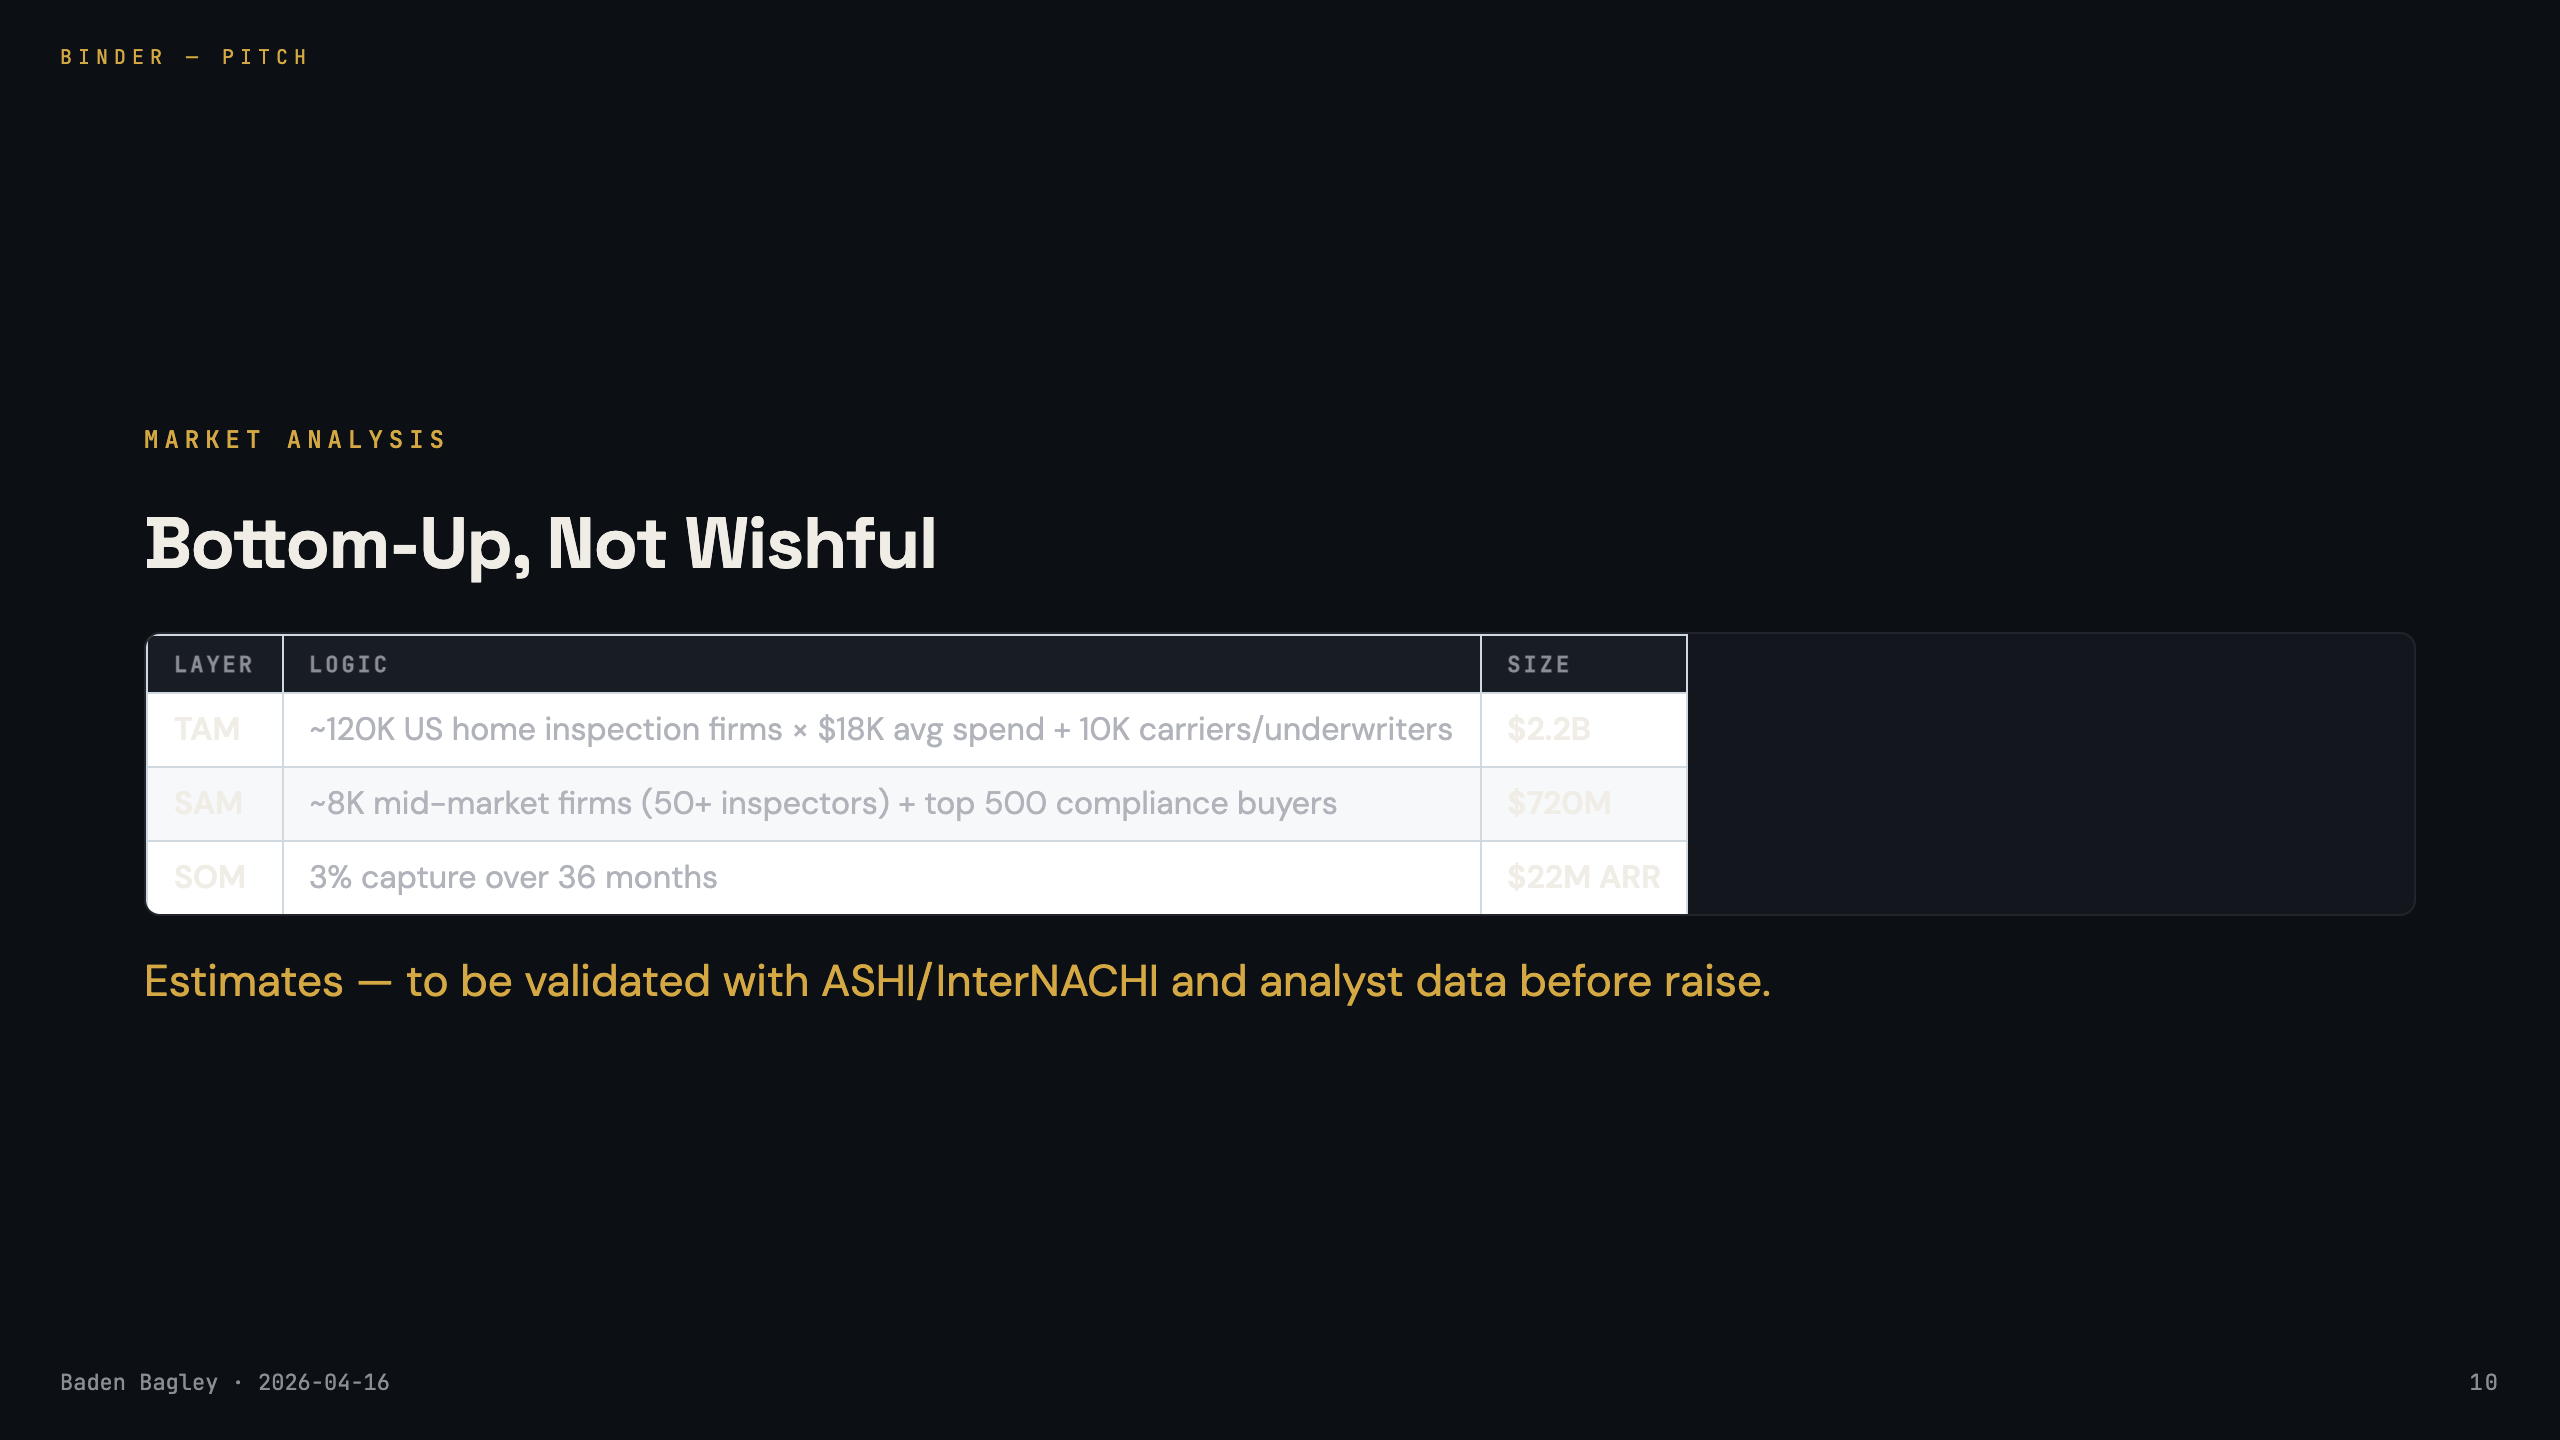 BINDER — PITCH
MARKET ANALYSIS
Bottom-Up, Not Wishful
LAYER LOGIC SIZE
TAM ~120K US home inspection firms × $18K avg spend + 10K carriers/underwriters $2.2B
SAM ~8K mid-market firms (50+ inspectors) + top 500 compliance buyers $720M
SOM 3% capture over 36 months $22M ARR
Estimates — to be validated with ASHI/InterNACHI and analyst data before raise.
Baden Bagley · 2026-04-16
10